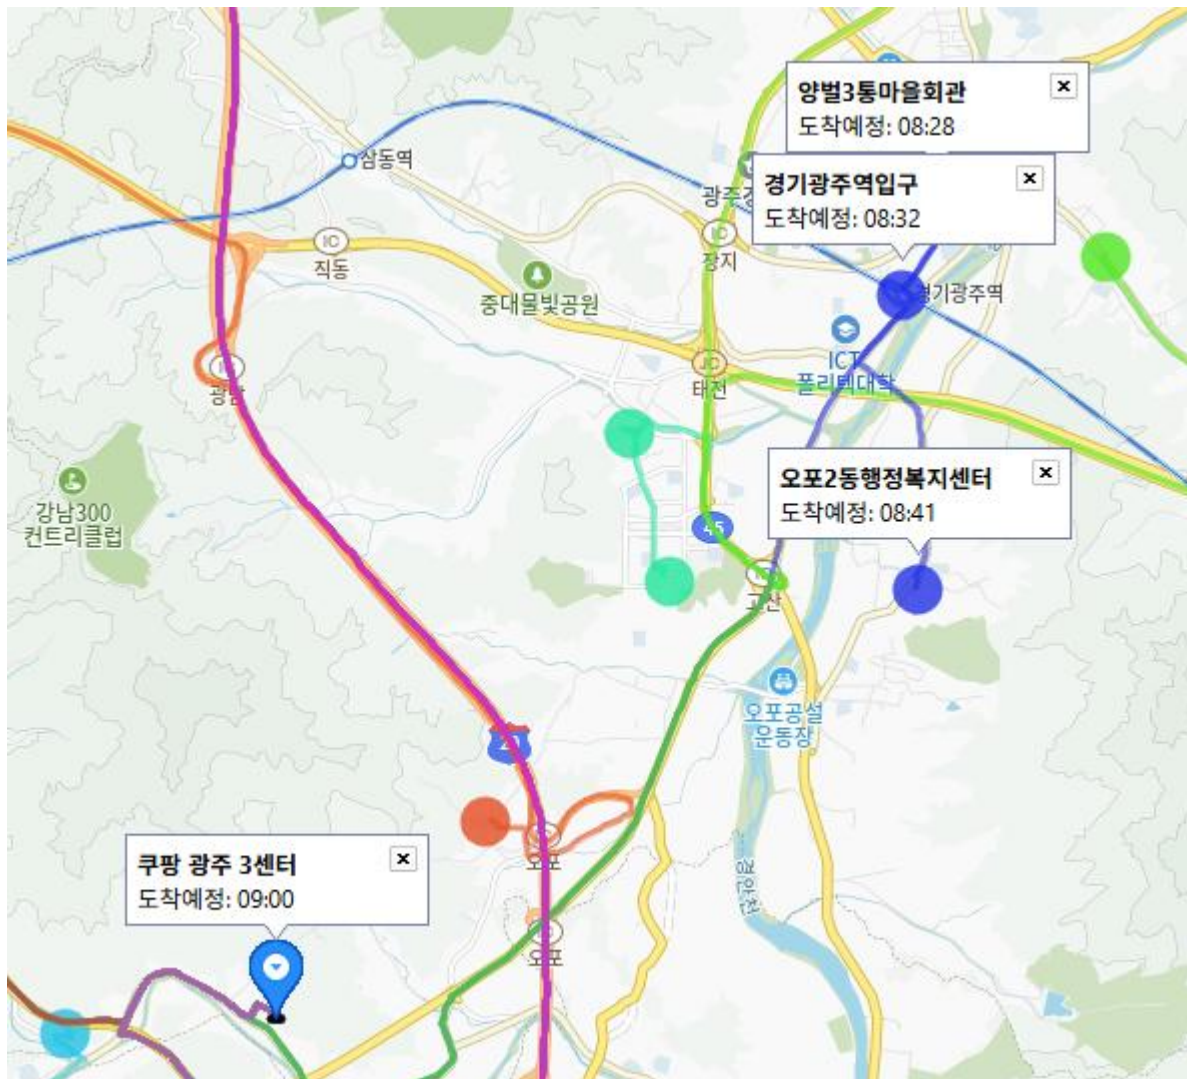 양벌3통마을회관
도착예정: 08:28
경기광주역입구
도착예정: 08:32
삼동역
IC
장지
IC
직동
중대물빛공원
경기광주역
ICT
폴리텍대학
IC
태전
광남
오포2동행정복지센터
도착예정: 08:41
강남300
컨트리클럽
45
고산
오포공설
운동장
쿠팡 광주 3센터
도착예정: 09:00
오포
경안천
오포